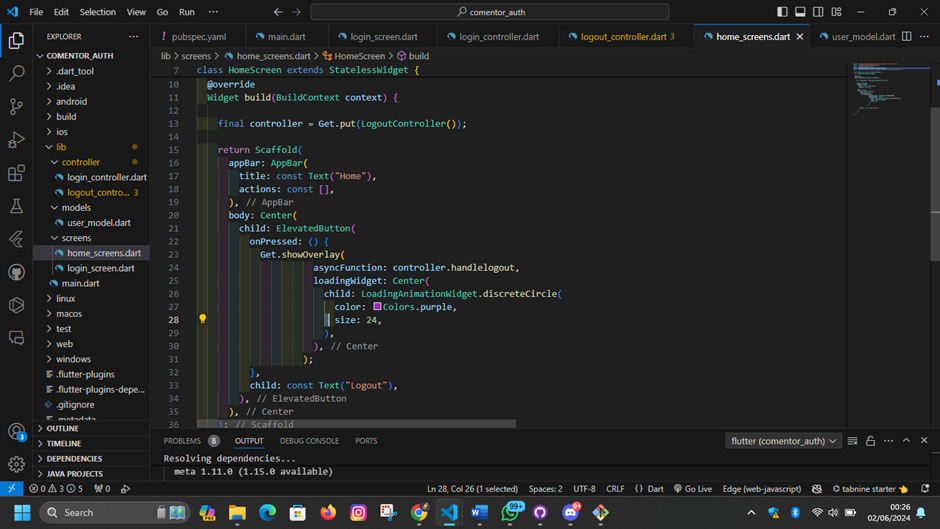 File Edit Selection View Go Run ···
comentor_auth
EXPLORER ···
COMENTOR_AUTH
.dart_tool
.idea
android
build
ios
lib
controller
login_controller.dart
logout_contro... 3
models
user_model.dart
screens
home_screens.dart
login_screen.dart
main.dart
linux
macos
test
web
windows
.flutter-plugins
.flutter-plugins-depe...
.gitignore
.metadata
OUTLINE
TIMELINE
DEPENDENCIES
JAVA PROJECTS
pubspec.yaml main.dart login_screen.dart login_controller.dart logout_controller.dart 3 home_screens.dart user_model.dart ···
lib > screens > home_screens.dart > HomeScreen > build
7 class HomeScreen extends StatelessWidget {
10 @override
11 Widget build(BuildContext context) {
12
13 final controller = Get.put(LogoutController());
14
15 return Scaffold(
16 appBar: AppBar(
17 title: const Text("Home"),
18 actions: const [],
19 ), // AppBar
20 body: Center(
21 child: ElevatedButton(
22 onPressed: () {
23 Get.showOverlay(
24 asyncFunction: controller.handlelogout,
25 loadingWidget: Center(
26 child: LoadingAnimationWidget.discreteCircle(
27 color: Colors.purple,
28 size: 24,
29 ),
30 ), // Center
31 );
32 },
33 child: const Text("Logout"),
34 ), // ElevatedButton
35 ), // Center
36 ); // Scaffold
PROBLEMS 8 OUTPUT DEBUG CONSOLE PORTS
flutter (comentor_auth) ···
Resolving dependencies...
meta 1.11.0 (1.15.0 available)
1
0 3 5 0 Ln 28, Col 26 (1 selected) Spaces: 2 UTF-8 CRLF {} Dart Go Live Edge (web-javascript) tabnine starter
Search
99+
9+
00:26
02/06/2024